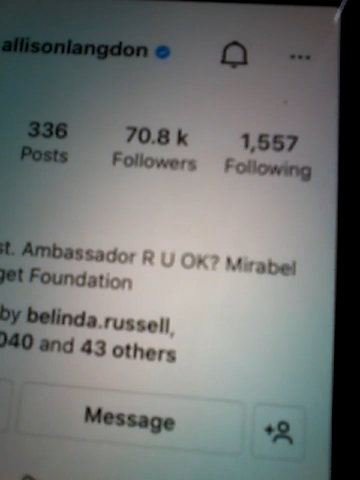 allisonlangdon
336 70.8 k 1,557
Posts Followers Following
st. Ambassador R U OK? Mirabel
get Foundation
by belinda.russell,
040 and 43 others
Message